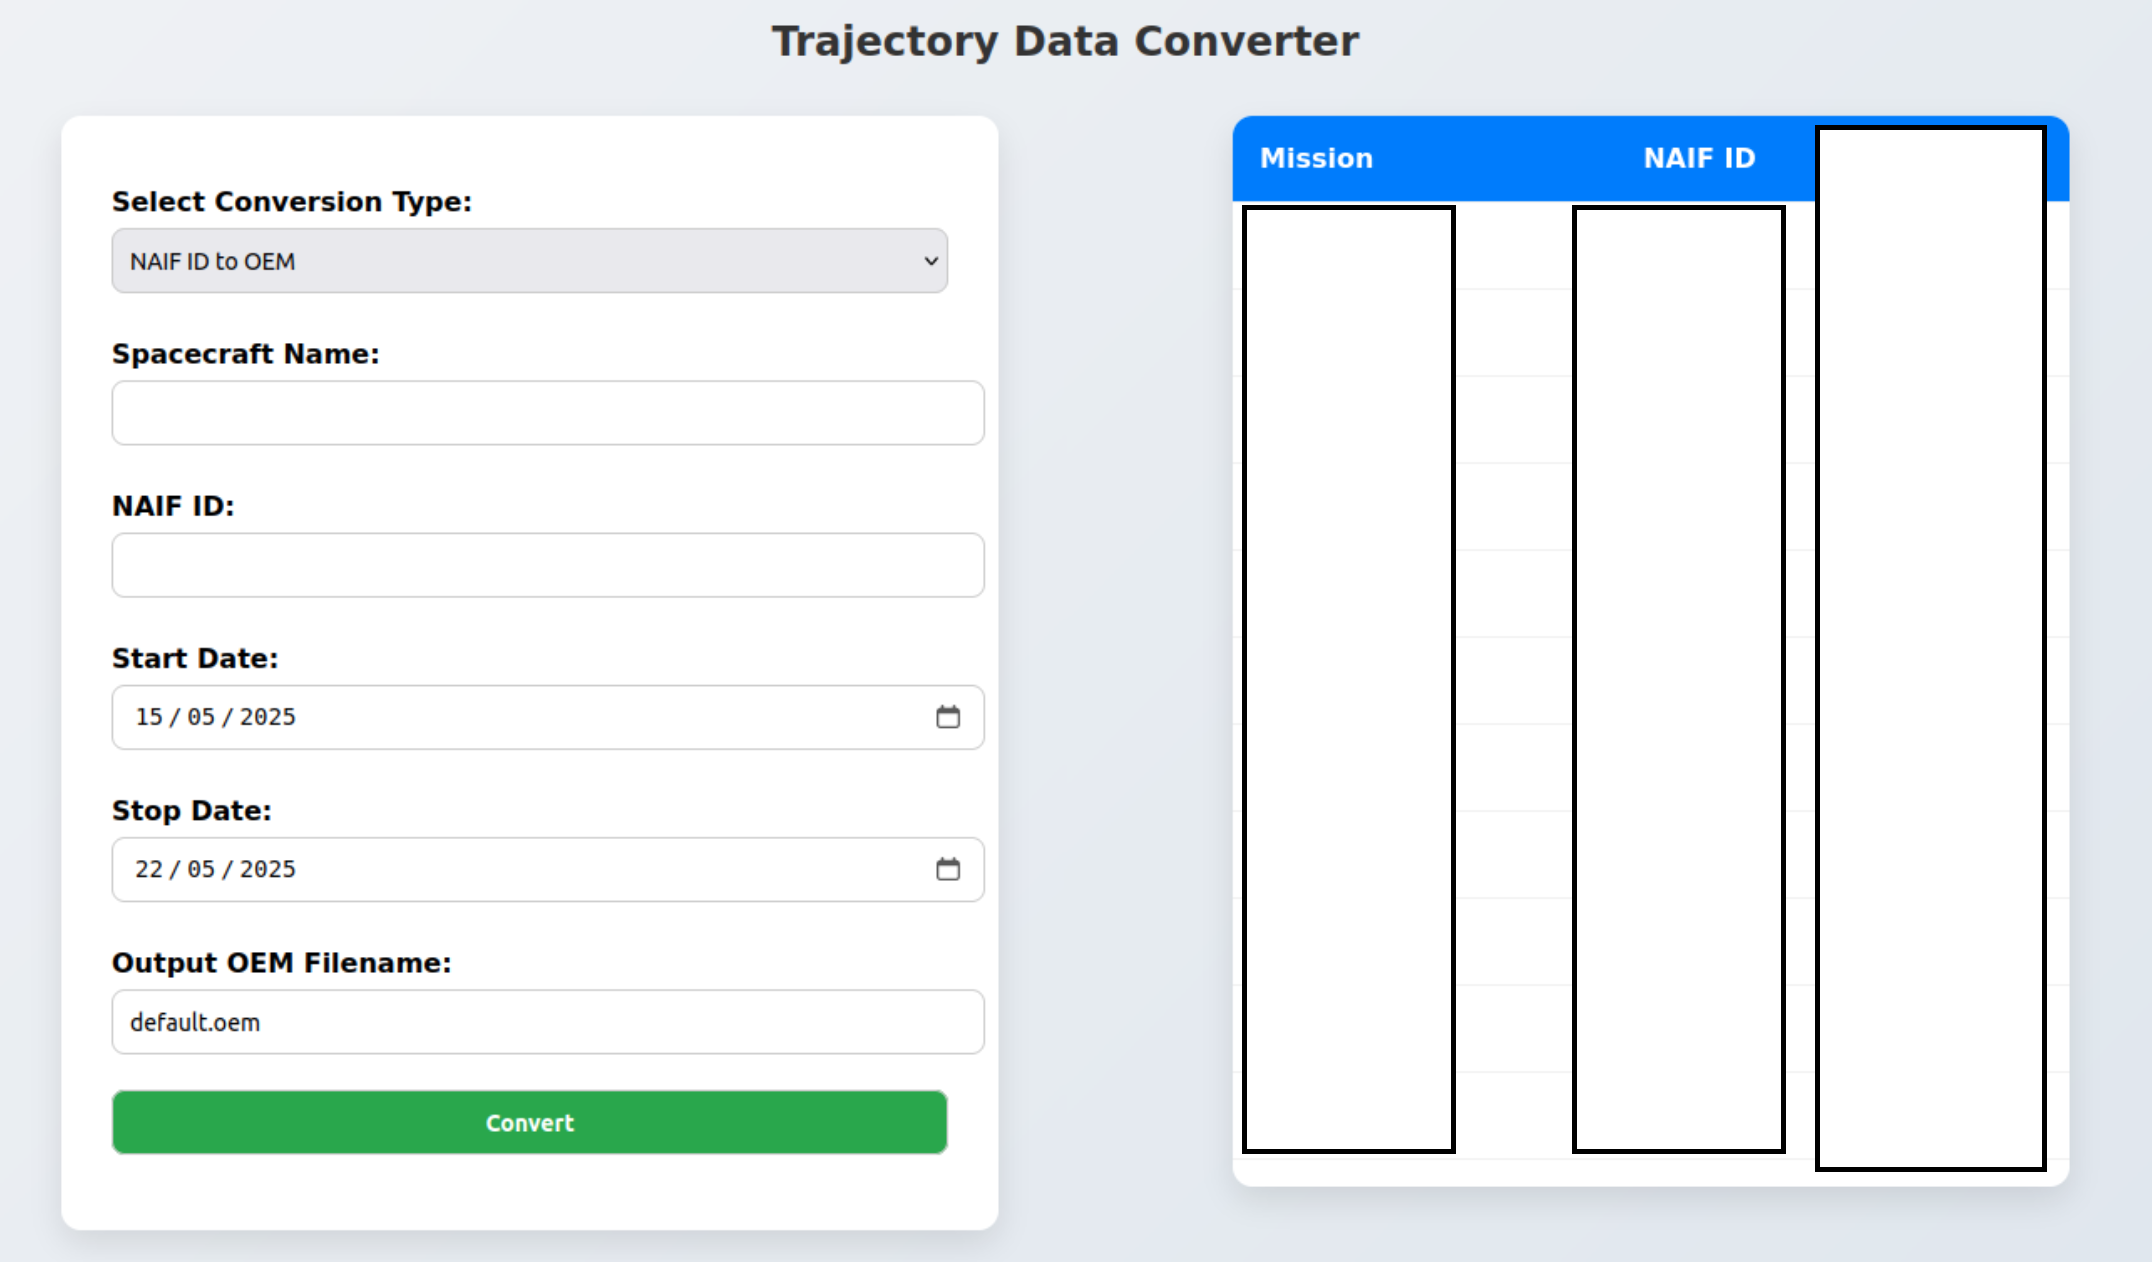 Trajectory Data Converter
Select Conversion Type:
NAIF ID to OEM
Spacecraft Name:
NAIF ID:
Start Date:
15 / 05 / 2025
Stop Date:
22 / 05 / 2025
Output OEM Filename:
default.oem
Convert
Mission NAIF ID